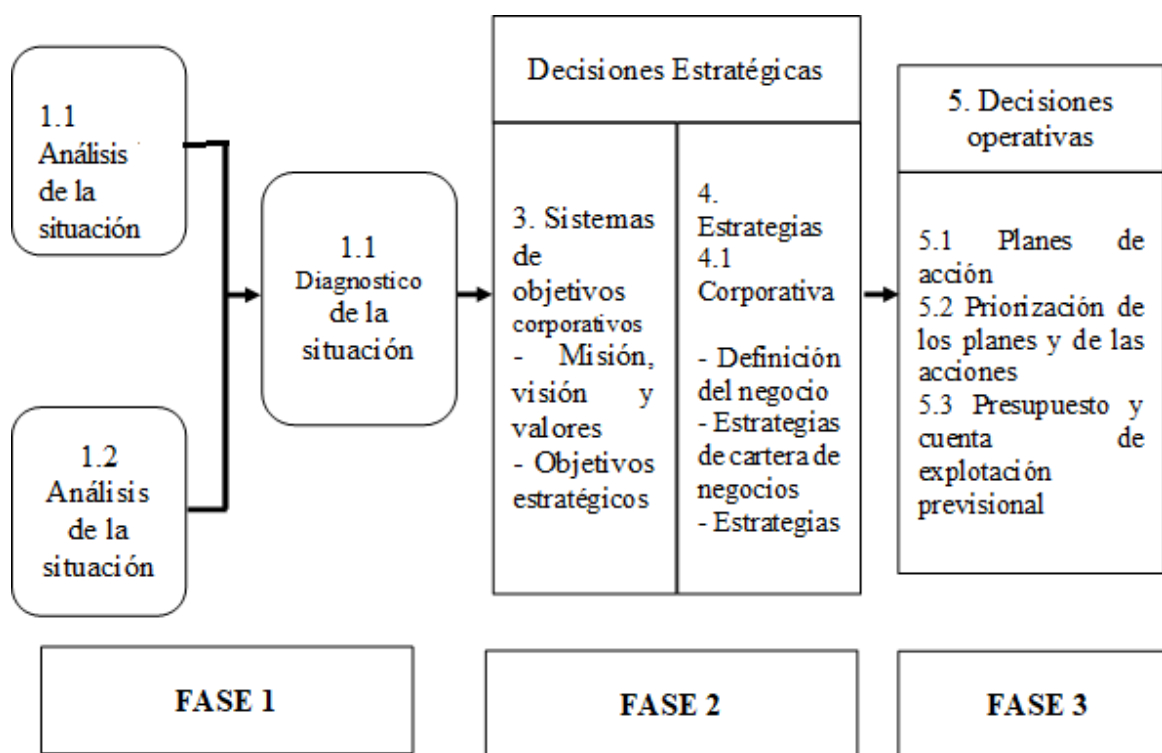 1.1
Análisis
de la
situación
1.2
Análisis
de la
situación
1.1
Diagnostico
de la
situación
Decisiones Estratégicas
3. Sistemas
de
objetivos
corporativos
- Misión,
visión y
valores
- Objetivos
estratégicos
4.
Estrategias
4.1
Corporativa
- Definición
del negocio
- Estrategias
de cartera de
negocios
- Estrategias
5. Decisiones
operativas
5.1 Planes de
acción
5.2 Priorización de
los planes y de las
acciones
5.3 Presupuesto y
cuenta de
explotación
previsional
FASE 1
FASE 2
FASE 3